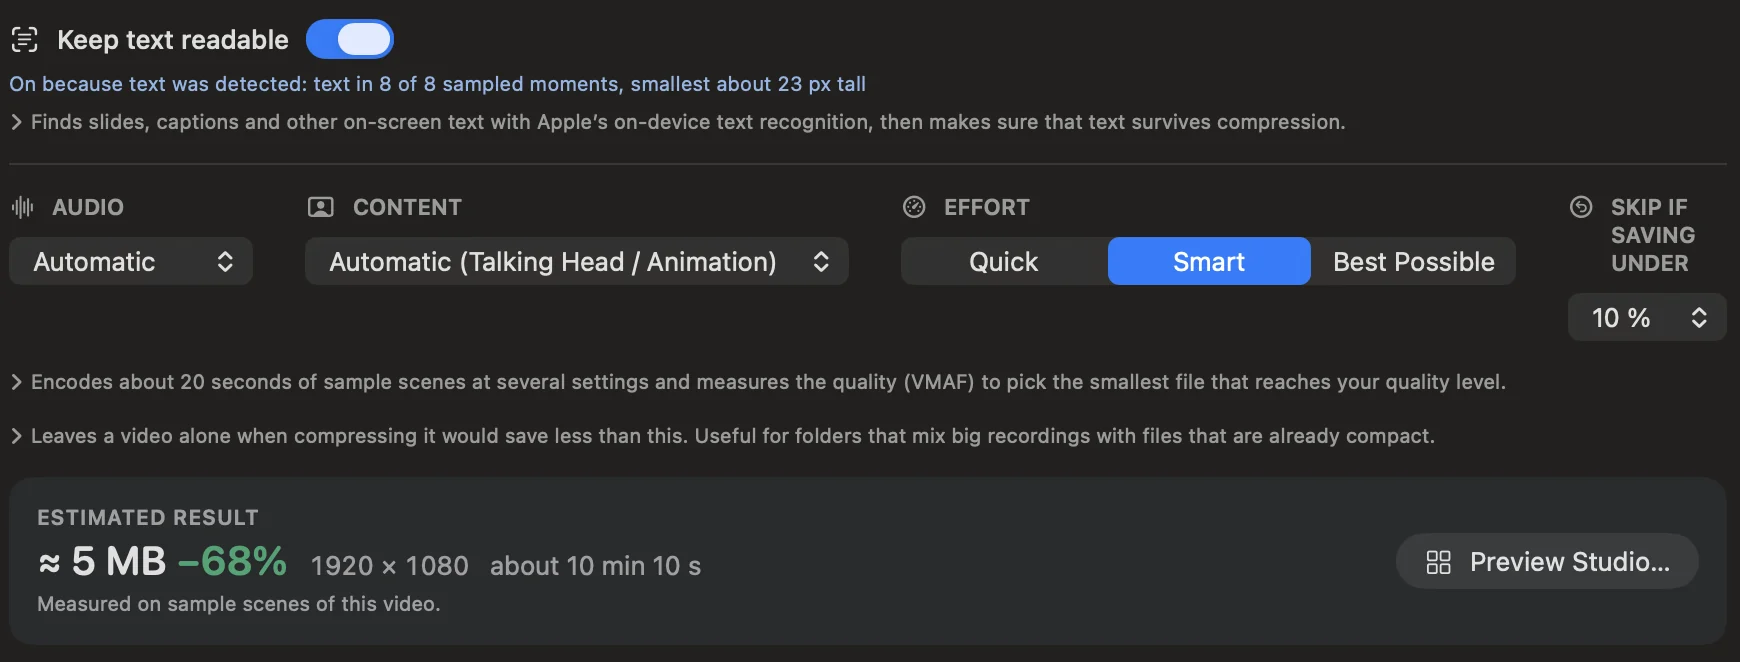 Keep text readable
On because text was detected: text in 8 of 8 sampled moments, smallest about 23 px tall
Finds slides, captions and other on-screen text with Apple’s on-device text recognition, then makes sure that text survives compression.
AUDIO
Automatic
CONTENT
Automatic (Talking Head / Animation)
EFFORT
Quick
Smart
Best Possible
SKIP IF
SAVING
UNDER
10 %
Encodes about 20 seconds of sample scenes at several settings and measures the quality (VMAF) to pick the smallest file that reaches your quality level.
Leaves a video alone when compressing it would save less than this. Useful for folders that mix big recordings with files that are already compact.
ESTIMATED RESULT
≈ 5 MB –68% 1920 × 1080 about 10 min 10 s
Measured on sample scenes of this video.
Preview Studio...